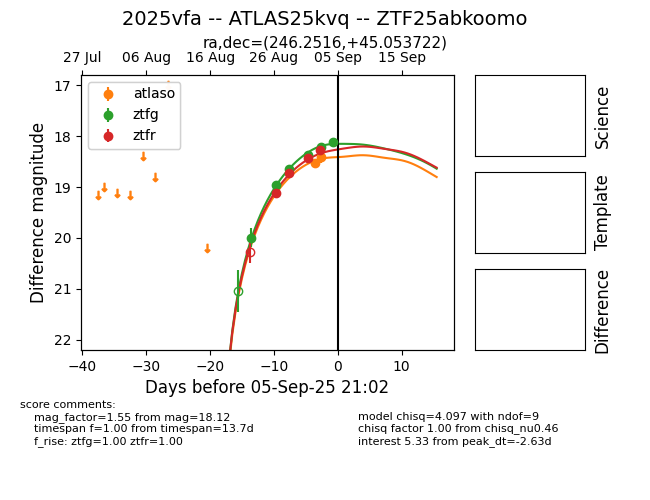 2025vfa -- ATLAS25kvq -- ZTF25abkoomo
ra,dec=(246.2516,+45.053722)
27 Jul 06 Aug 16 Aug 26 Aug 05 Sep 15 Sep
17
18
19
20
21
22
Difference magnitude
atlaso
ztfg
ztfr
−40 −30 −20 −10 0 10
Days before 05-Sep-25 21:02
Science
Template
Difference
score comments:
mag_factor=1.55 from mag=18.12
timespan f=1.00 from timespan=13.7d
f_rise: ztfg=1.00 ztfr=1.00
model chisq=4.097 with ndof=9
chisq factor 1.00 from chisq_nu0.46
interest 5.33 from peak_dt=-2.63d